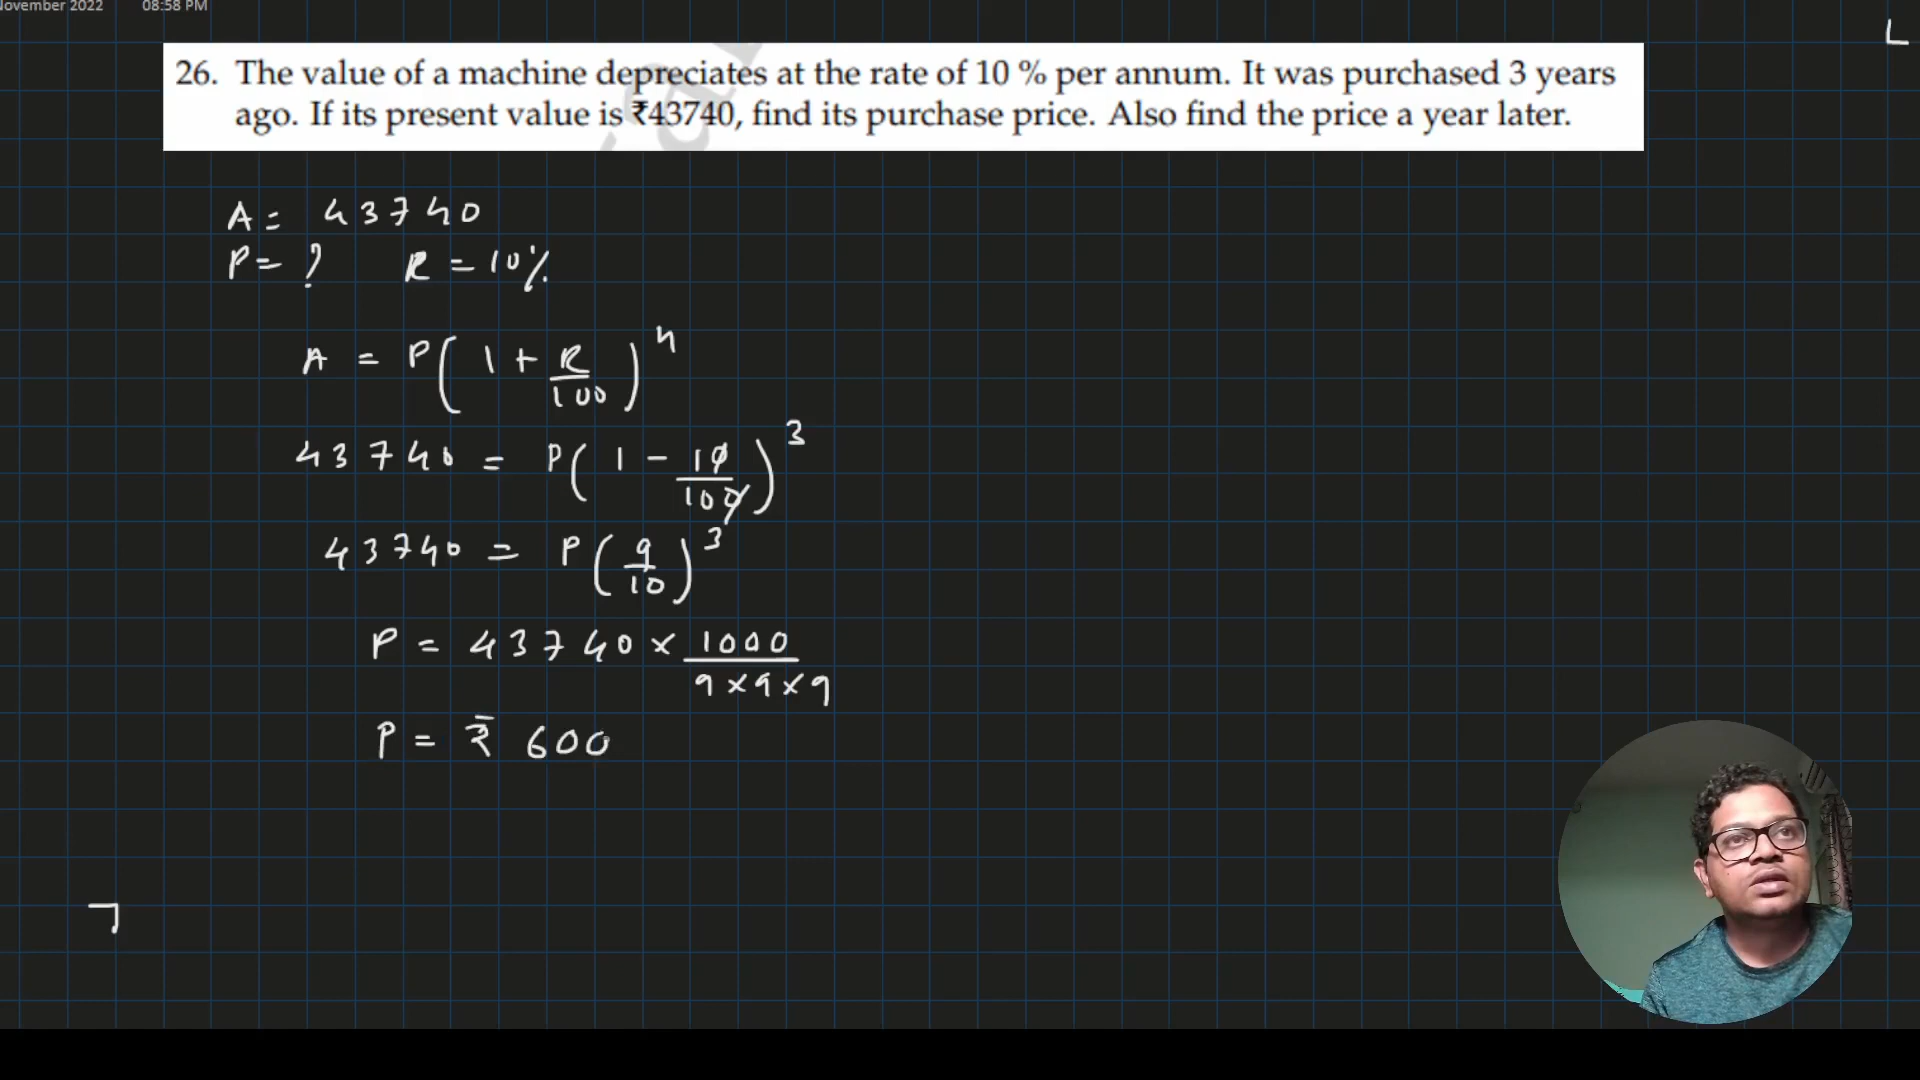 November 2022 08:58 PM
26. The value of a machine depreciates at the rate of 10 % per annum. It was purchased 3 years
ago. If its present value is ₹43740, find its purchase price. Also find the price a year later.
A = 43740
P = ? R = 10%
A = P(1 + R/100)^n
43740 = P(1 - 10/100)^3
43740 = P(9/10)^3
P = 43740 × 1000/9×9×9
P = ₹ 600